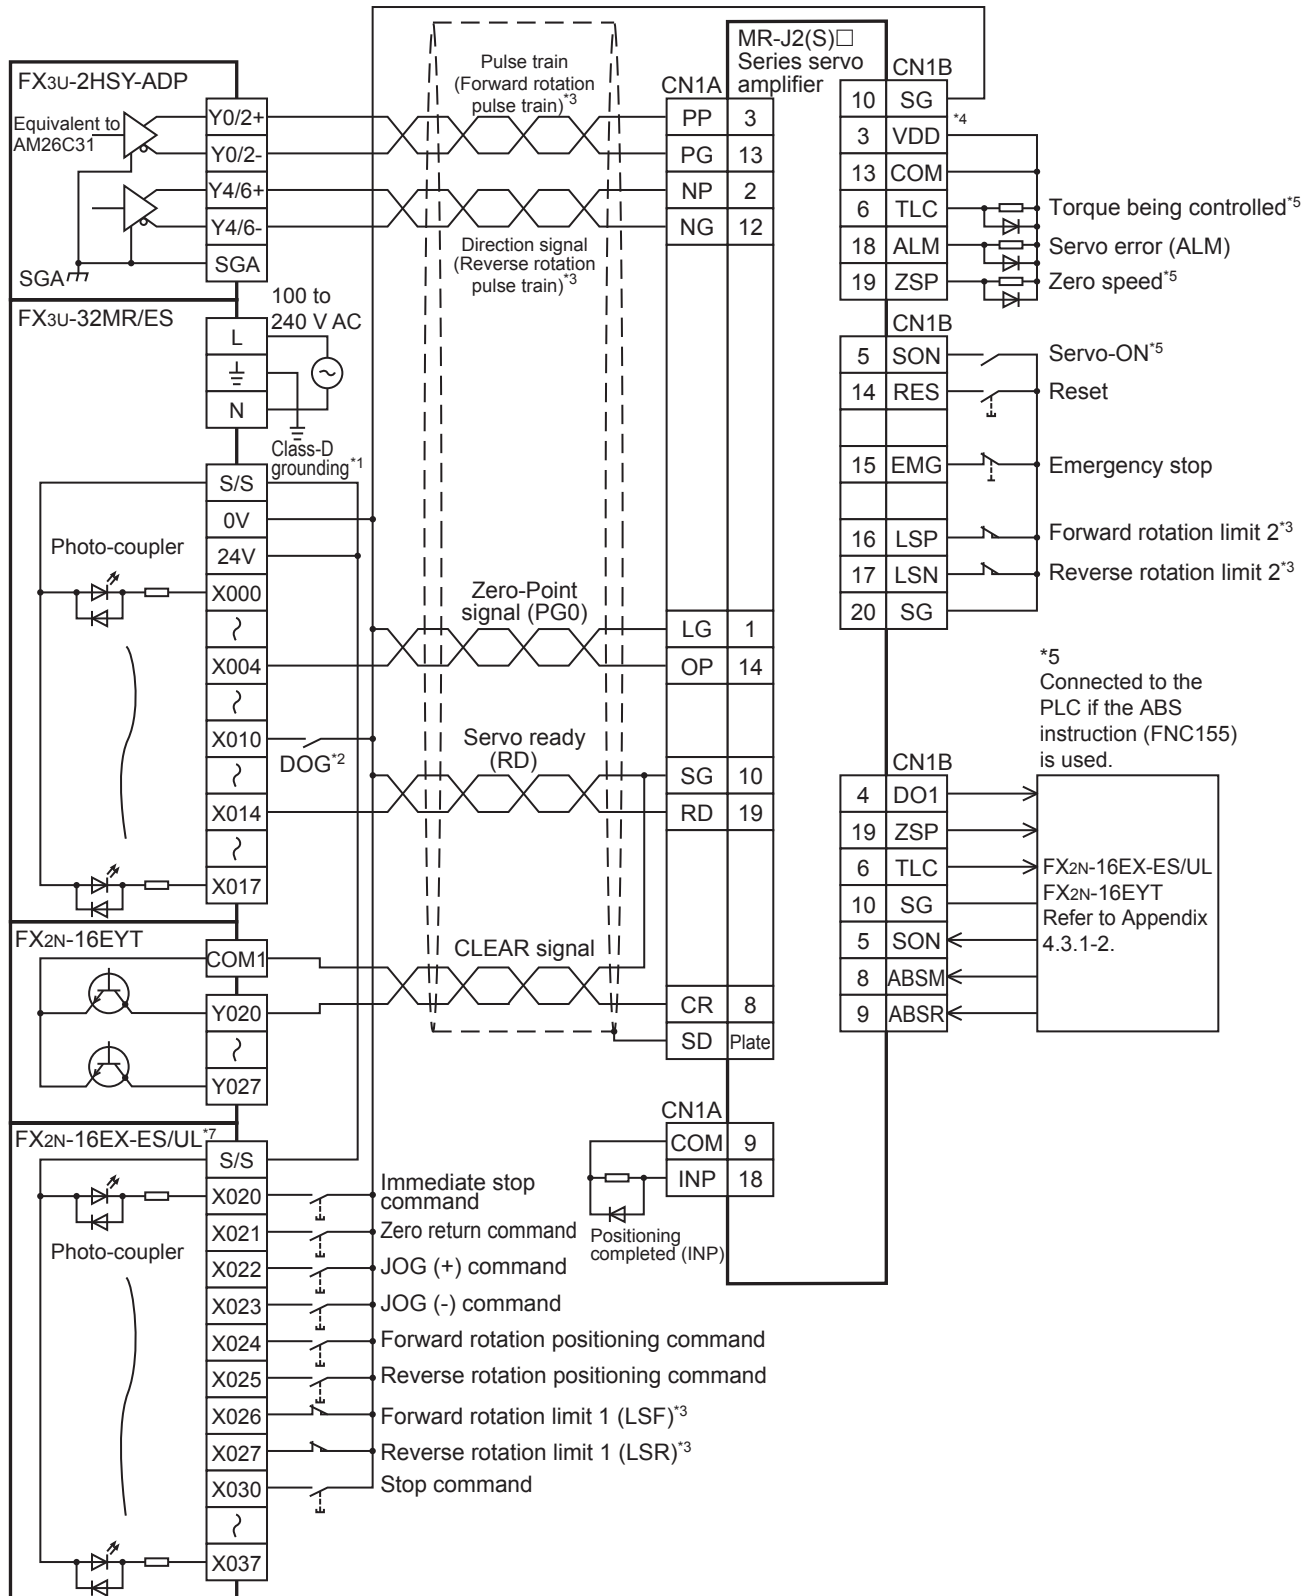 FX3U-2HSY-ADP
Equivalent to
AM26C31
Y0/2+
Y0/2-
Y4/6+
Y4/6-
SGA
SGA
Pulse train
(Forward rotation
pulse train)*3
Direction signal
(Reverse rotation
pulse train)*3
CN1A
PP 3
PG 13
NP 2
NG 12
MR-J2(S)□
Series servo
amplifier
CN1B
10 SG
*4
3 VDD
13 COM
6 TLC Torque being controlled*5
18 ALM Servo error (ALM)
19 ZSP Zero speed*5
FX3U-32MR/ES
100 to
240 V AC
L
N
Class-D
grounding*1
S/S
0V
24V
Photo-coupler
X000
X004
X010
DOG*2
X014
X017
Zero-Point
signal (PG0)
LG 1
OP 14
Servo ready
(RD)
SG 10
RD 19
CN1B
5 SON Servo-ON*5
14 RES Reset
15 EMG Emergency stop
16 LSP Forward rotation limit 2*3
17 LSN Reverse rotation limit 2*3
20 SG
*5
Connected to the
PLC if the ABS
instruction (FNC155)
is used.
CN1B
4 DO1
19 ZSP
6 TLC
10 SG
5 SON
8 ABSM
9 ABSR
FX2N-16EX-ES/UL
FX2N-16EYT
Refer to Appendix
4.3.1-2.
FX2N-16EYT
COM1
Y020
Y027
CLEAR signal
CR 8
SD Plate
CN1A
COM 9
INP 18
Positioning
completed (INP)
FX2N-16EX-ES/UL*7
S/S
Photo-coupler
X020 Immediate stop
command
X021 Zero return command
X022 JOG (+) command
X023 JOG (-) command
X024 Forward rotation positioning command
X025 Reverse rotation positioning command
X026 Forward rotation limit 1 (LSF)*3
X027 Reverse rotation limit 1 (LSR)*3
X030 Stop command
X037